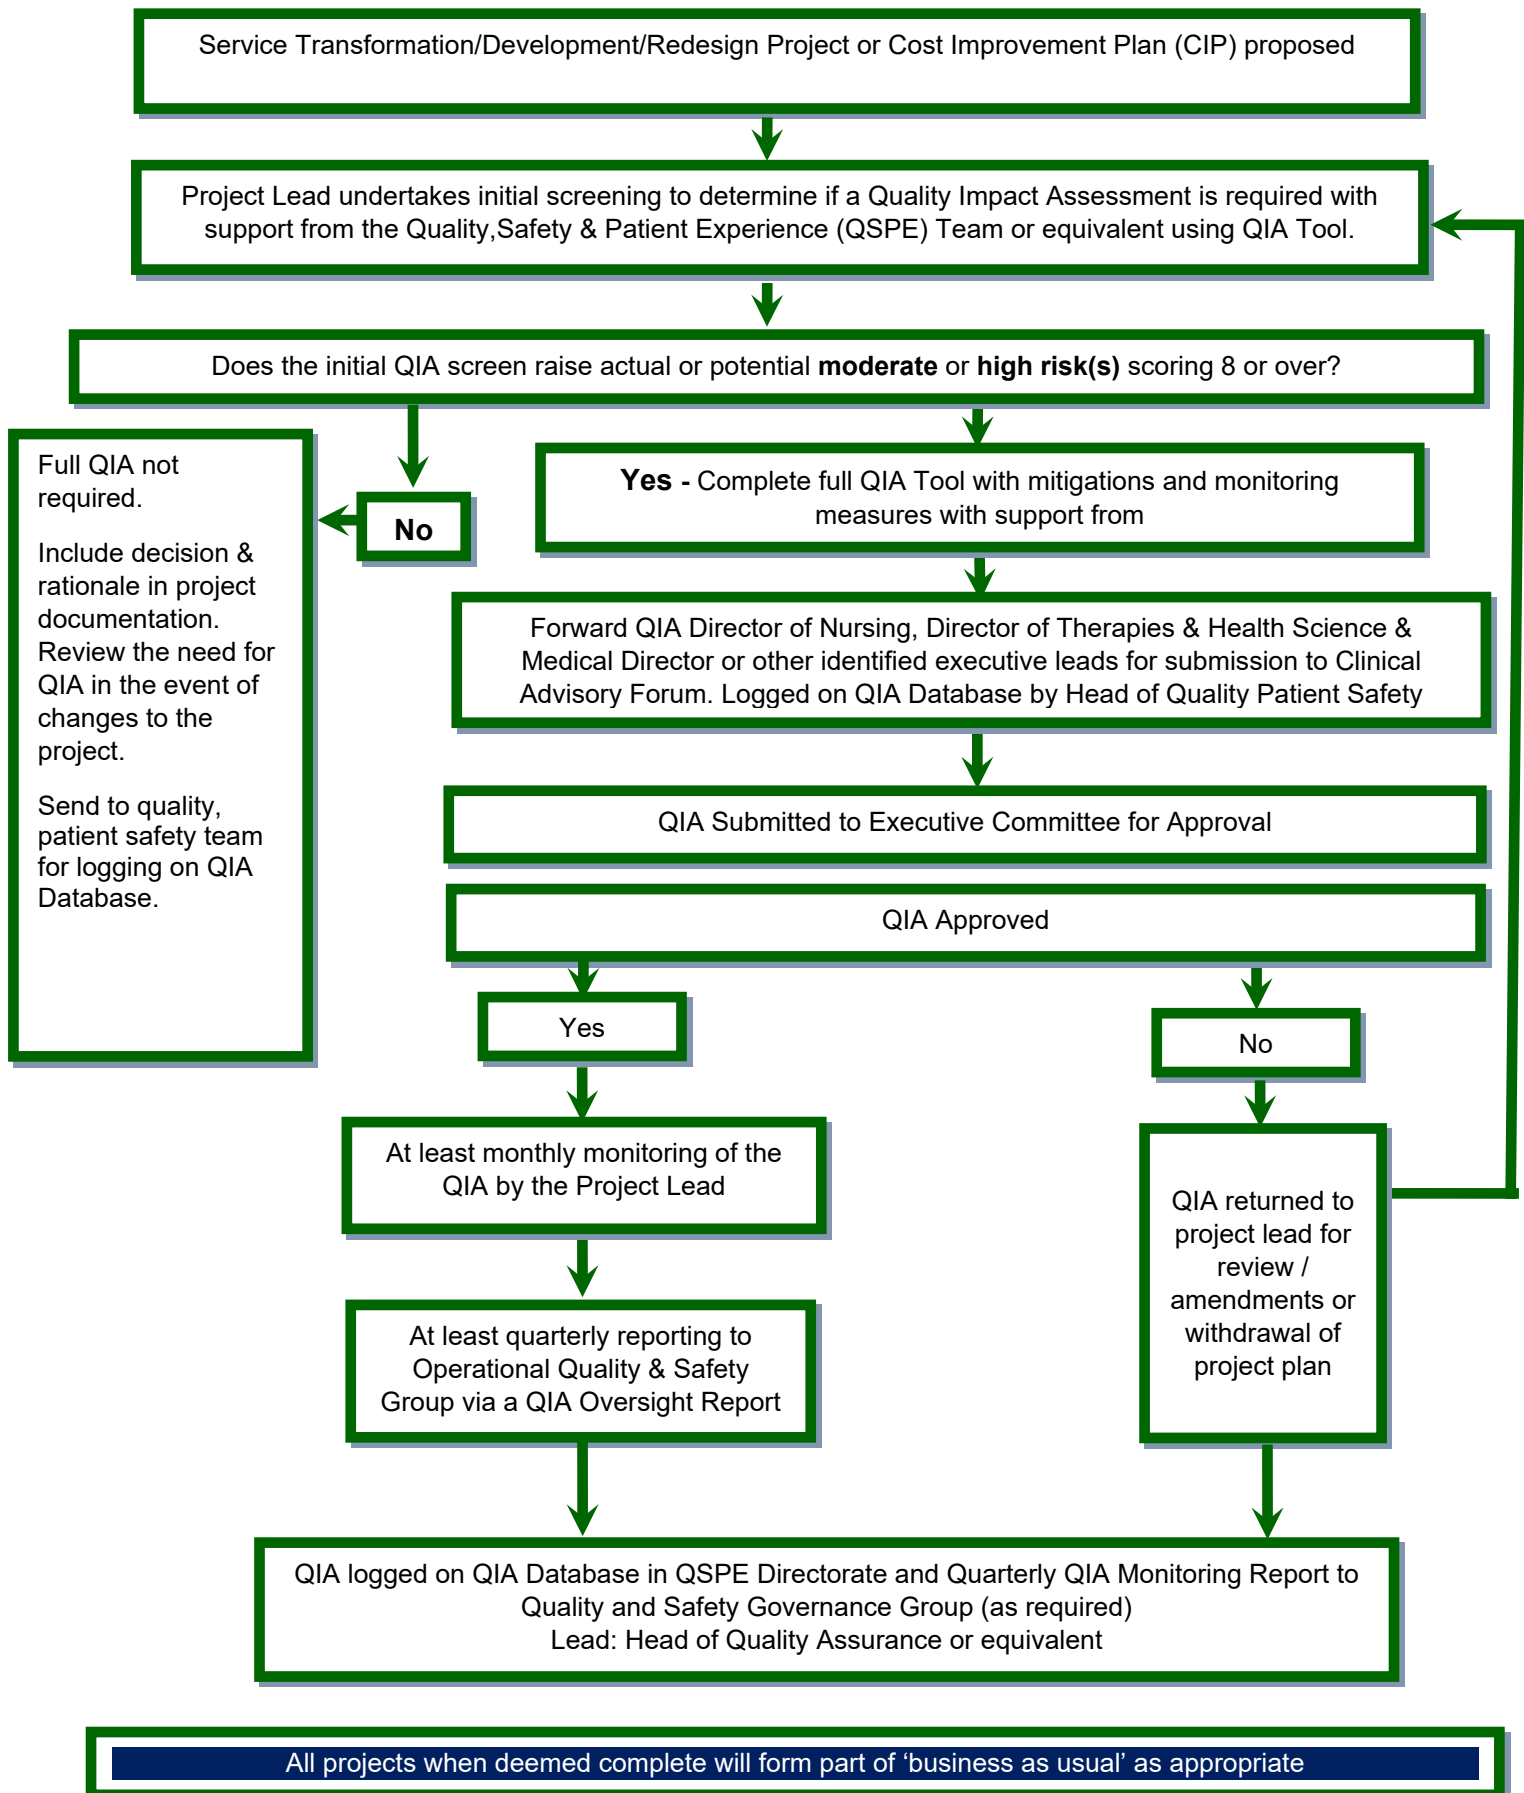 Service Transformation/Development/Redesign Project or Cost Improvement Plan (CIP) proposed
Project Lead undertakes initial screening to determine if a Quality Impact Assessment is required with
support from the Quality,Safety & Patient Experience (QSPE) Team or equivalent using QIA Tool.
Does the initial QIA screen raise actual or potential moderate or high risk(s) scoring 8 or over?
Full QIA not
required.
Include decision &
rationale in project
documentation.
Review the need for
QIA in the event of
changes to the
project.
Send to quality,
patient safety team
for logging on QIA
Database.
No
Yes - Complete full QIA Tool with mitigations and monitoring
measures with support from
Forward QIA Director of Nursing, Director of Therapies & Health Science &
Medical Director or other identified executive leads for submission to Clinical
Advisory Forum. Logged on QIA Database by Head of Quality Patient Safety
QIA Submitted to Executive Committee for Approval
QIA Approved
Yes
No
At least monthly monitoring of the
QIA by the Project Lead
QIA returned to
project lead for
review /
amendments or
withdrawal of
project plan
At least quarterly reporting to
Operational Quality & Safety
Group via a QIA Oversight Report
QIA logged on QIA Database in QSPE Directorate and Quarterly QIA Monitoring Report to
Quality and Safety Governance Group (as required)
Lead: Head of Quality Assurance or equivalent
All projects when deemed complete will form part of ‘business as usual’ as appropriate